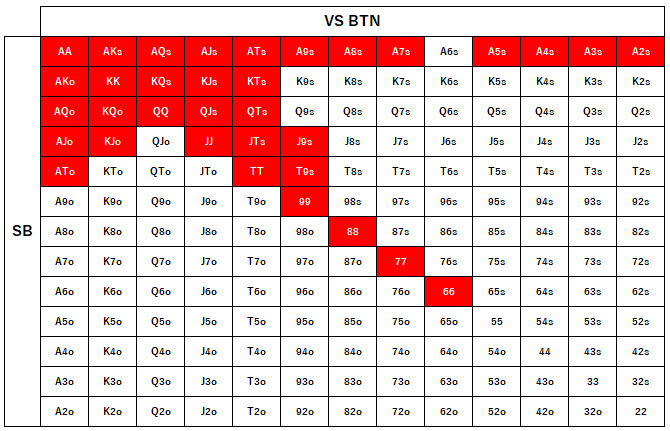 VS BTN
AA AKs AQs AJs ATs A9s A8s A7s A6s A5s A4s A3s A2s
AKo KK KQs KJs KTs K9s K8s K7s K6s K5s K4s K3s K2s
AQo KQo QQ QJs QTs Q9s Q8s Q7s Q6s Q5s Q4s Q3s Q2s
AJo KJo QJo JJ JTs J9s J8s J7s J6s J5s J4s J3s J2s
ATo KTo QTo JTo TT T9s T8s T7s T6s T5s T4s T3s T2s
A9o K9o Q9o J9o T9o 99 98s 97s 96s 95s 94s 93s 92s
SB A8o K8o Q8o J8o T8o 98o 88 87s 86s 85s 84s 83s 82s
A7o K7o Q7o J7o T7o 97o 87o 77 76s 75s 74s 73s 72s
A6o K6o Q6o J6o T6o 96o 86o 76o 66 65s 64s 63s 62s
A5o K5o Q5o J5o T5o 95o 85o 75o 65o 55 54s 53s 52s
A4o K4o Q4o J4o T4o 94o 84o 74o 64o 54o 44 43s 42s
A3o K3o Q3o J3o T3o 93o 83o 73o 63o 53o 43o 33 32s
A2o K2o Q2o J2o T2o 92o 82o 72o 62o 52o 42o 32o 22